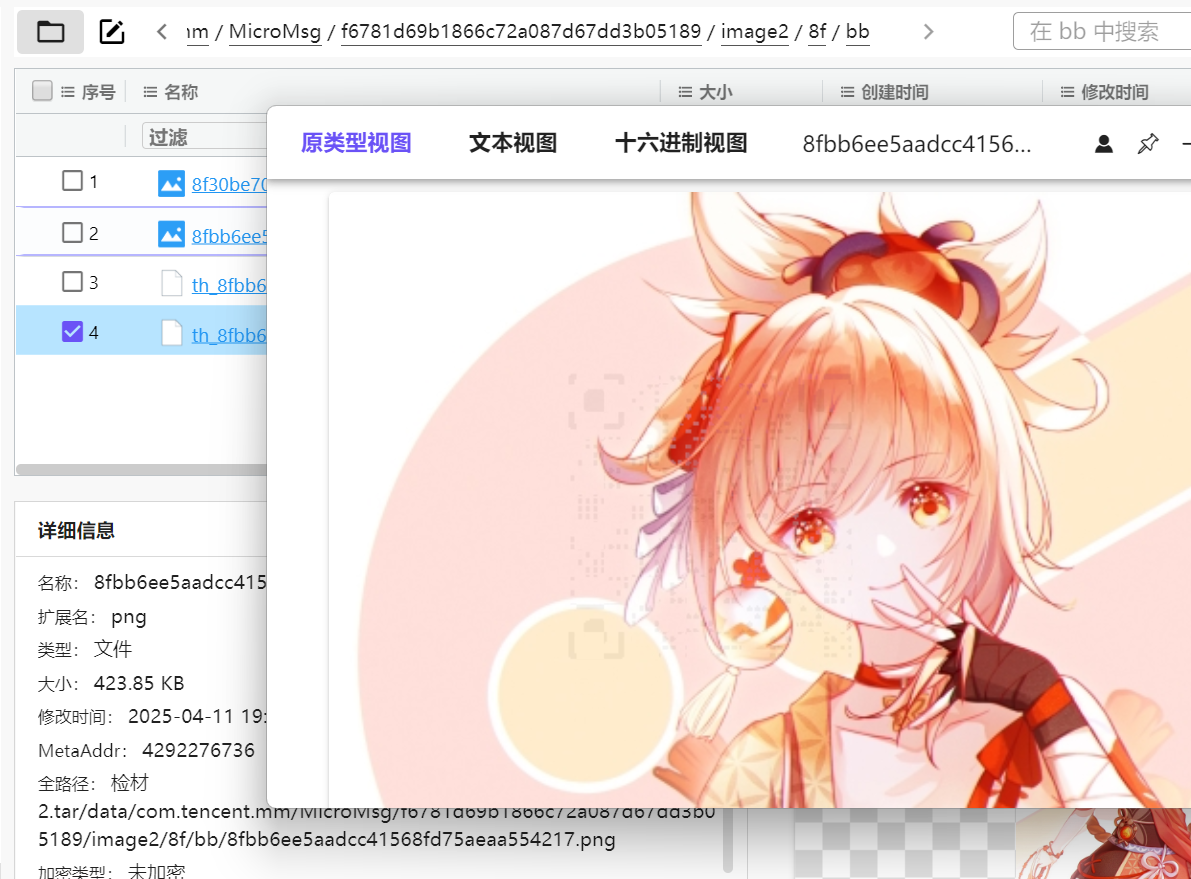 mm / MicroMsg / f6781d69b1866c72a087d67dd3b05189 / image2 / 8f / bb
在 bb 中搜索
序号 名称 大小 创建时间 修改时间
过滤
原类型视图 文本视图 十六进制视图 8fbb6ee5aadcc4156...
1 8f30be70
2 8fbb6ee5
3 th_8fbb6
4 th_8fbb6
详细信息
名称: 8fbb6ee5aadcc415
扩展名: png
类型: 文件
大小: 423.85 KB
修改时间: 2025-04-11 19:
MetaAddr: 4292276736
全路径: 检材
2.tar/data/com.tencent.mm/MicroMsg/f6781d69b1866c72a087d67dd3b0
5189/image2/8f/bb/8fbb6ee5aadcc41568fd75aeaa554217.png
加密类型: 未加密